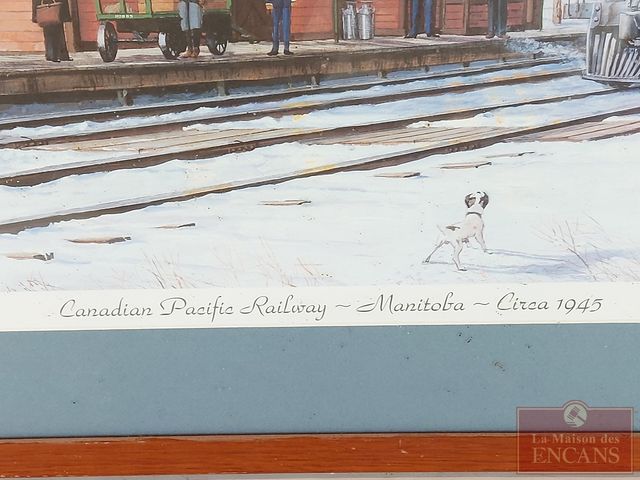 Canadian Pacific Railway ~ Manitoba ~ Circa 1945
La Maison des
ENCANS